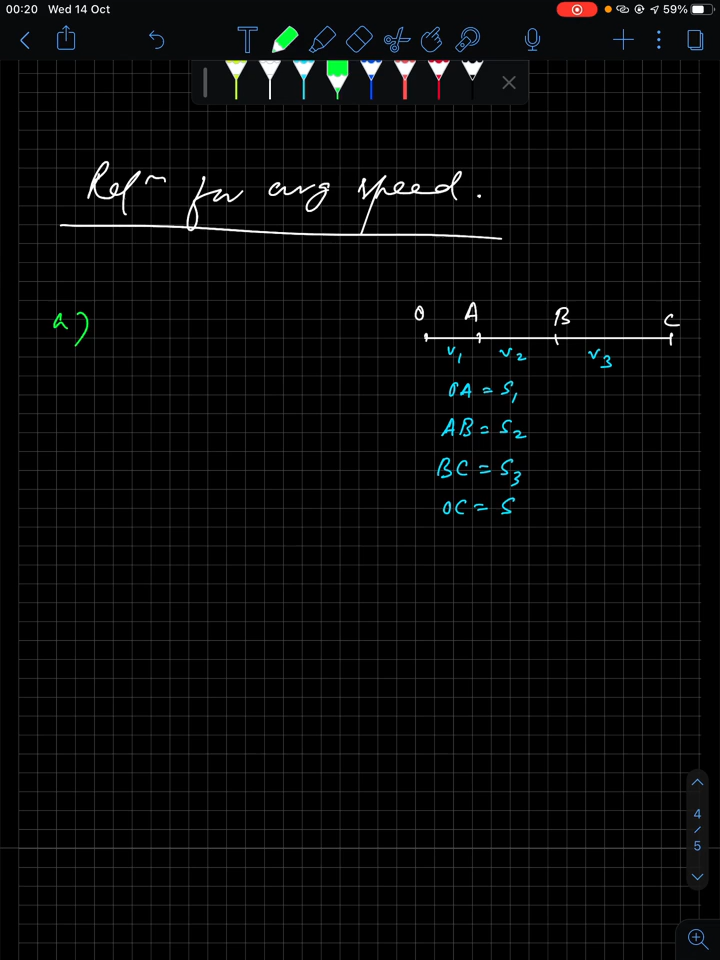 00:20 Wed 14 Oct 59%
T
Relⁿ for avg speed.
a)
O A B C
v₁ v₂ v₃
OA = S₁
AB = S₂
BC = S₃
OC = S
4
/
5